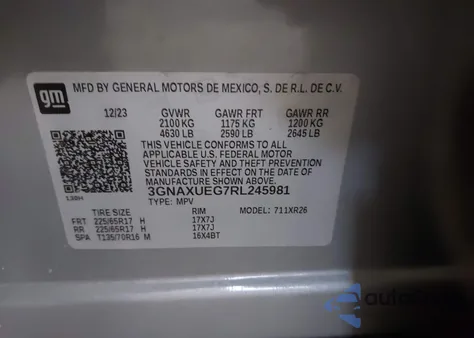 gm
MFD BY GENERAL MOTORS DE MEXICO, S. DE R.L. DE C.V.
12/23 GVWR GAWR FRT GAWR RR
2100 KG 1175 KG 1200 KG
4630 LB 2590 LB 2645 LB
THIS VEHICLE CONFORMS TO ALL
APPLICABLE U.S. FEDERAL MOTOR
VEHICLE SAFETY AND THEFT PREVENTION
STANDARDS IN EFFECT ON THE DATE OF
MANUFACTURE SHOWN ABOVE.
3GNAXUEG7RL245981
TYPE: MPV MODEL: 711XR26
TIRE SIZE RIM
FRT 225/65R17 H 17X7J
RR 225/65R17 H 17X7J
SPA T135/70R16 M 16X4BT